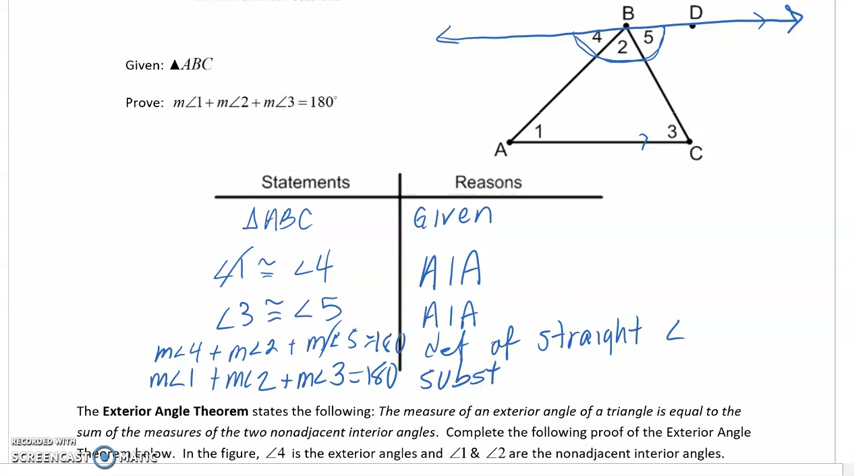 B D
4 2 5
Given: ▲ABC
Prove: m∠1+m∠2+m∠3=180°
1 3
A C
Statements Reasons
△ABC Given
∠1 ≅ ∠4 AIA
∠3 ≅ ∠5 AIA
m∠4 + m∠2 + m∠5 = 180 def of straight ∠
m∠1 + m∠2 + m∠3 = 180 subst
The Exterior Angle Theorem states the following: The measure of an exterior angle of a triangle is equal to the
sum of the measures of the two nonadjacent interior angles. Complete the following proof of the Exterior Angle
Theorem below. In the figure, ∠4 is the exterior angles and ∠1 & ∠2 are the nonadjacent interior angles.
RECORDED WITH
SCREENCAST MATIC